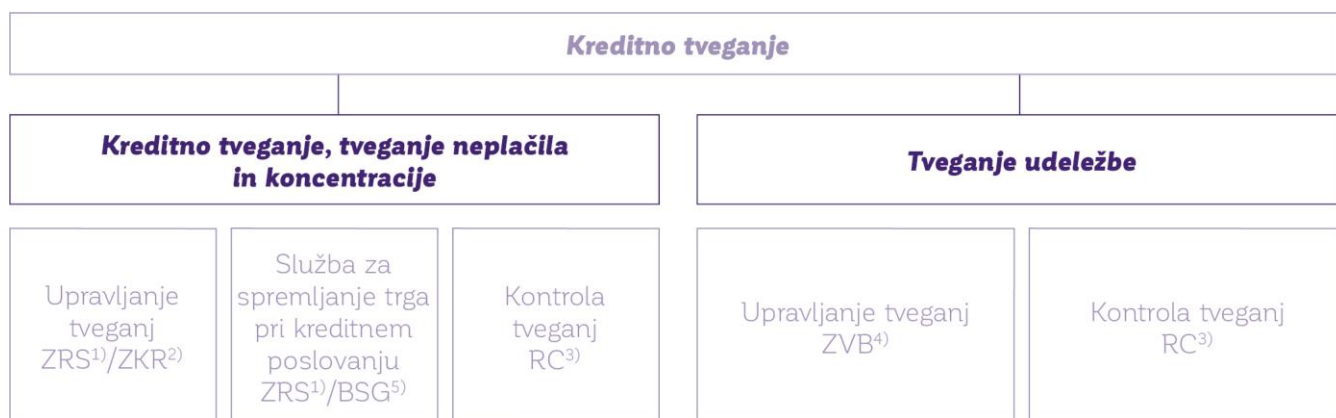 Kreditno tveganje
Kreditno tveganje, tveganje neplačila
in koncentracije
Tveganje udeležbe
Upravljanje
tveganj
ZRS¹⁾/ZKR²⁾
Služba za
spremljanje trga
pri kreditnem
poslovanju
ZRS¹⁾/BSG⁵⁾
Kontrola
tveganj
RC³⁾
Upravljanje tveganj
ZVB⁴⁾
Kontrola tveganj
RC³⁾